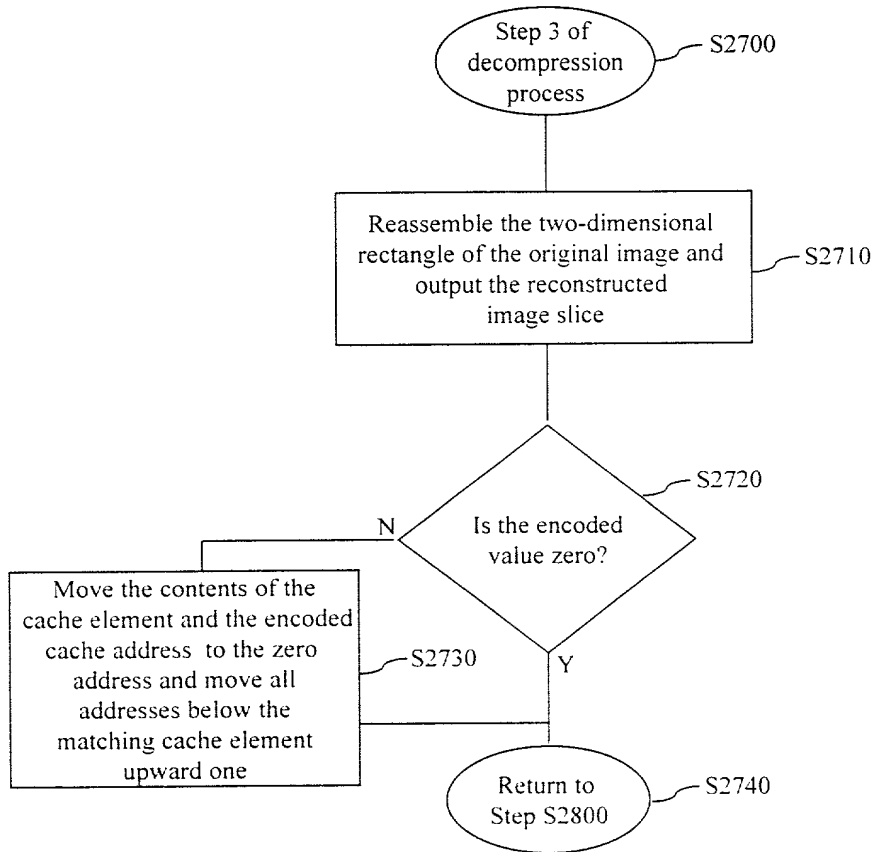 Step 3 of
decompression
process
S2700
Reassemble the two-dimensional
rectangle of the original image and
output the reconstructed
image slice
S2710
Is the encoded
value zero?
S2720
N
Y
Move the contents of the
cache element and the encoded
cache address to the zero
address and move all
addresses below the
matching cache element
upward one
S2730
Return to
Step S2800
S2740